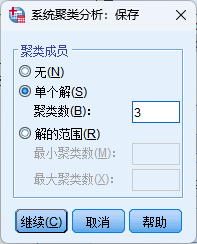 系统聚类分析：保存
聚类成员
无(N)
单个解(S)
聚类数(B)：
3
解的范围(R)
最小聚类数(M)：
最大聚类数(X)：
继续(C)
取消
帮助